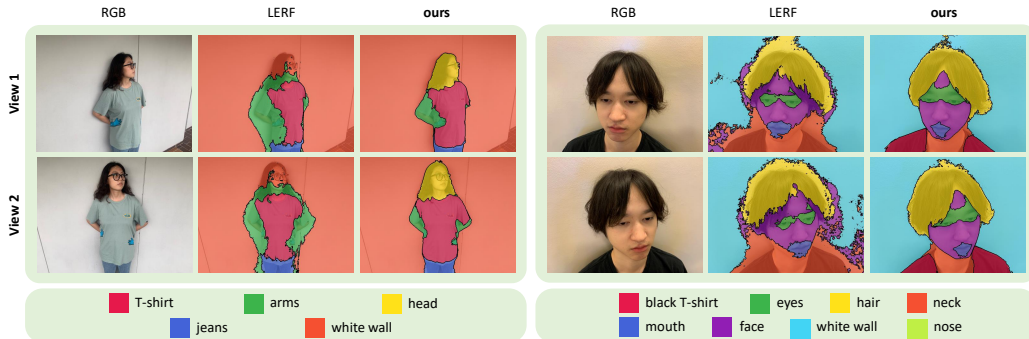 RGB LERF ours RGB LERF ours
View 1
View 2
T-shirt arms head
jeans white wall
black T-shirt eyes hair neck
mouth face white wall nose